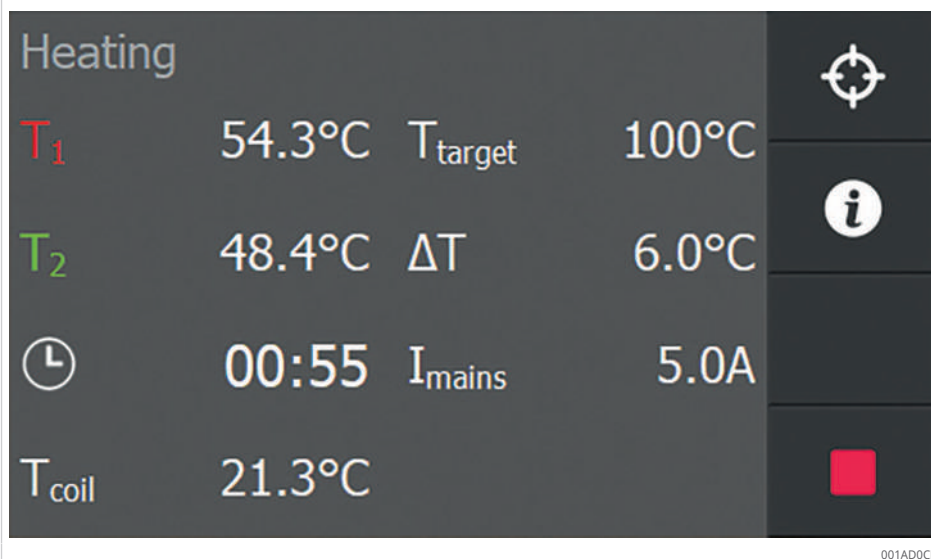 Heating
T1 54.3°C Ttarget 100°C
T2 48.4°C ΔT 6.0°C
00:55 Imains 5.0A
Tcoil 21.3°C
001AD0C